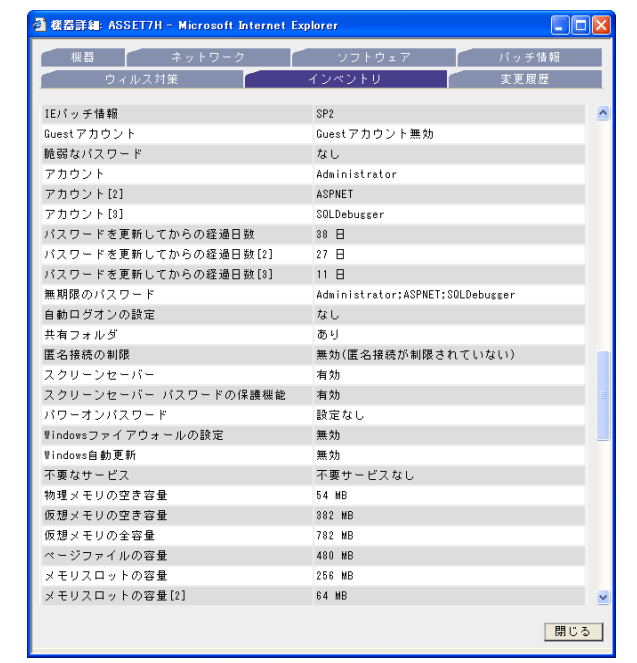 機器詳細: ASSET7H - Microsoft Internet Explorer
機器 ネットワーク ソフトウェア パッチ情報
ウィルス対策 インベントリ 変更履歴
IEパッチ情報 SP2
Guestアカウント Guestアカウント無効
脆弱なパスワード なし
アカウント Administrator
アカウント[2] ASPNET
アカウント[3] SQLDebugger
パスワードを更新してからの経過日数 38 日
パスワードを更新してからの経過日数[2] 27 日
パスワードを更新してからの経過日数[3] 11 日
無期限のパスワード Administrator;ASPNET;SQLDebugger
自動ログオンの設定 なし
共有フォルダ あり
匿名接続の制限 無効(匿名接続が制限されていない)
スクリーンセーバー 有効
スクリーンセーバー パスワードの保護機能 有効
パワーオンパスワード 設定なし
Windowsファイアウォールの設定 無効
Windows自動更新 無効
不要なサービス 不要サービスなし
物理メモリの空き容量 54 MB
仮想メモリの空き容量 382 MB
仮想メモリの全容量 782 MB
ページファイルの容量 480 MB
メモリスロットの容量 256 MB
メモリスロットの容量[2] 64 MB
閉じる